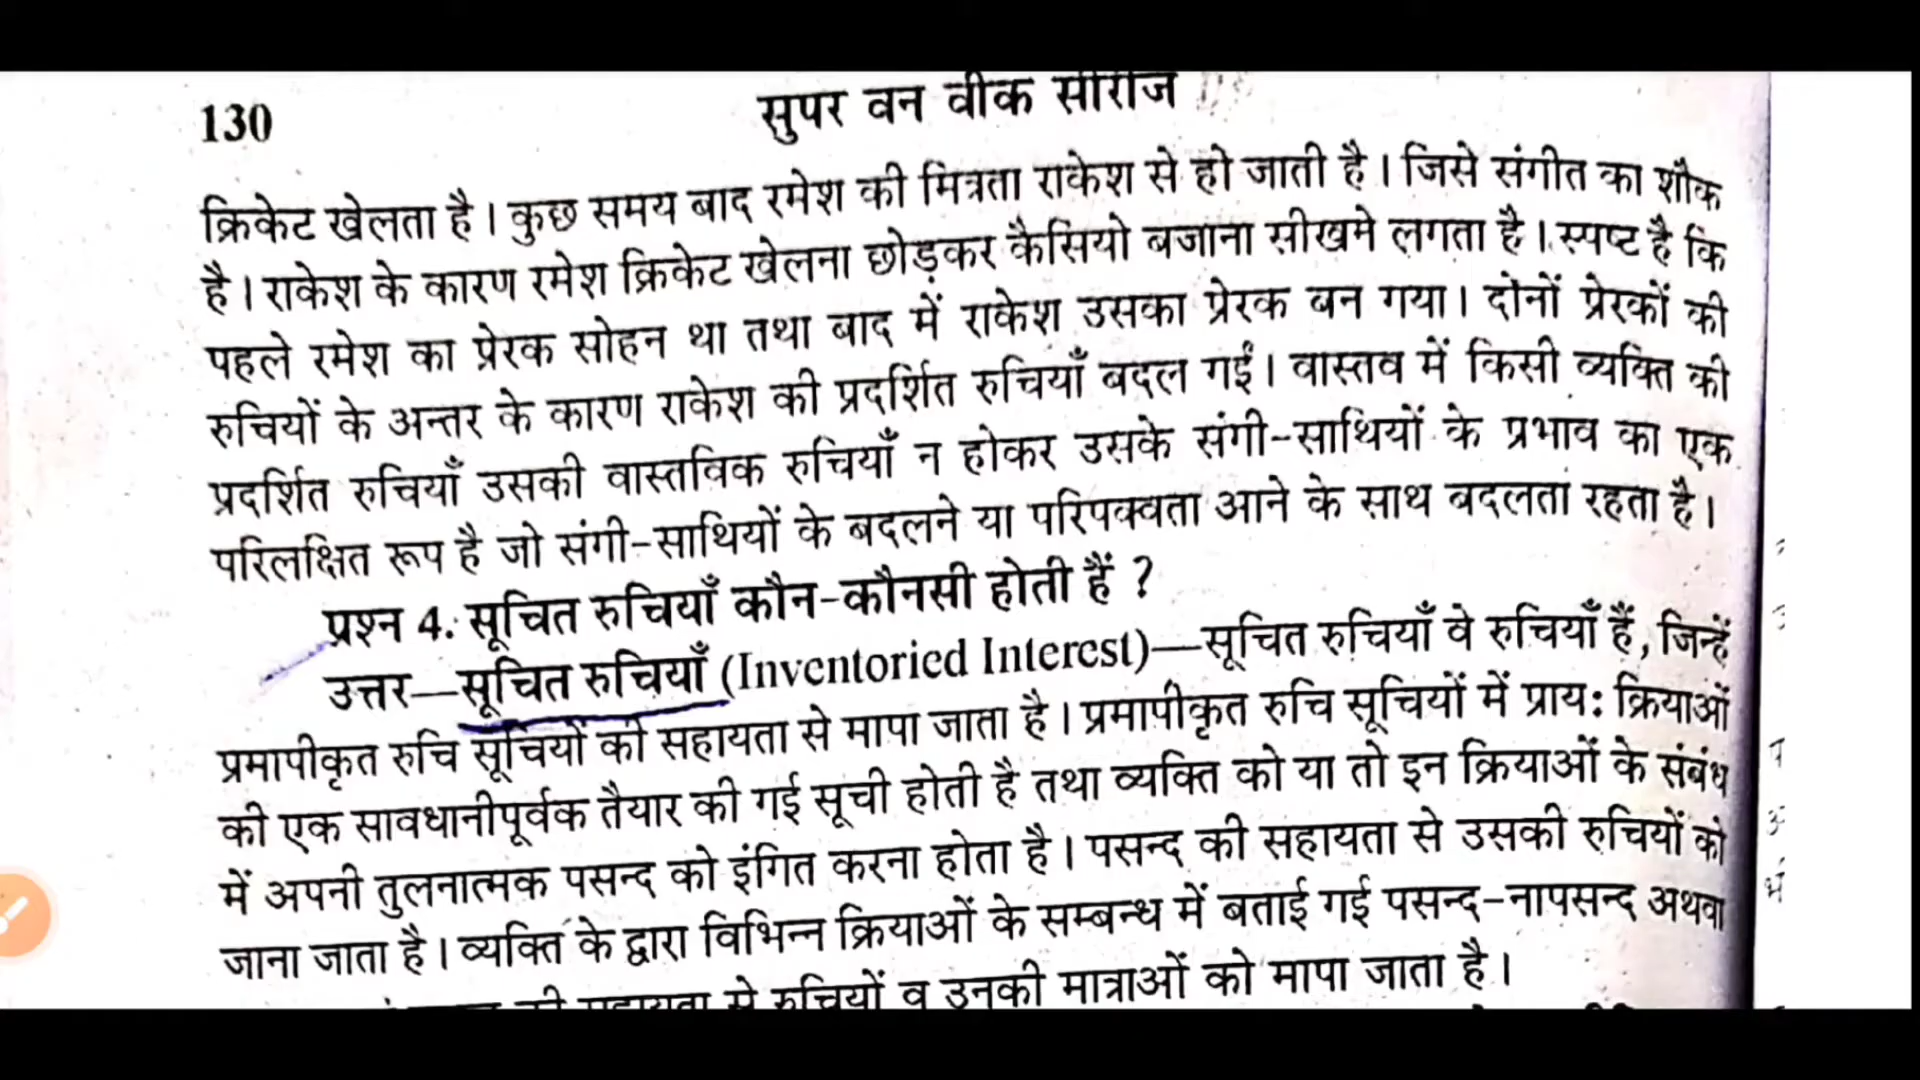 130
सुपर वन वीक सीरीज
क्रिकेट खेलता है। कुछ समय बाद रमेश की मित्रता राकेश से हो जाती है। जिसे संगीत का शौक
है। राकेश के कारण रमेश क्रिकेट खेलना छोड़कर कैसियो बजाना सीखमे लगता है। स्पष्ट है कि
पहले रमेश का प्रेरक सोहन था तथा बाद में राकेश उसका प्रेरक बन गया। दोनों प्रेरकों की
रुचियों के अन्तर के कारण राकेश की प्रदर्शित रुचियाँ बदल गईं। वास्तव में किसी व्यक्ति की
प्रदर्शित रुचियाँ उसकी वास्तविक रुचियाँ न होकर उसके संगी-साथियों के प्रभाव का एक
परिलक्षित रूप है जो संगी-साथियों के बदलने या परिपक्वता आने के साथ बदलता रहता है।
प्रश्न 4. सूचित रुचियाँ कौन-कौनसी होती हैं ?
उत्तर—सूचित रुचियाँ (Inventoried Interest)—सूचित रुचियाँ वे रुचियाँ हैं, जिन्हें
प्रमापीकृत रुचि सूचियों की सहायता से मापा जाता है। प्रमापीकृत रुचि सूचियों में प्राय: क्रियाओं
की एक सावधानीपूर्वक तैयार की गई सूची होती है तथा व्यक्ति को या तो इन क्रियाओं के संबंध
में अपनी तुलनात्मक पसन्द को इंगित करना होता है। पसन्द की सहायता से उसकी रुचियों को
जाना जाता है। व्यक्ति के द्वारा विभिन्न क्रियाओं के सम्बन्ध में बताई गई पसन्द-नापसन्द अथवा
की सहायता से रुचियों व उनकी मात्राओं को मापा जाता है।